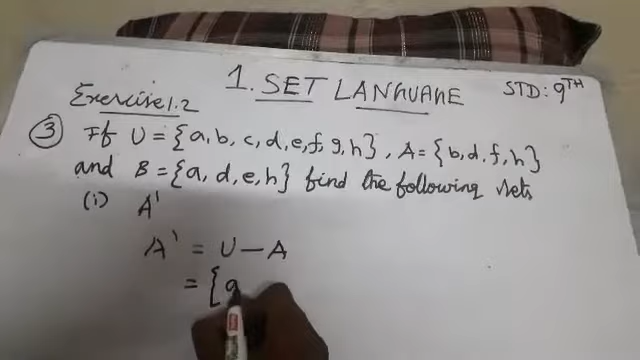 1. SET LANGUAGE
STD: 9TH
Exercise 1.2
③ If U = {a, b, c, d, e, f, g, h}, A = {b, d, f, h}
and B = {a, d, e, h} find the following sets
(i) A'
A' = U - A
= {a